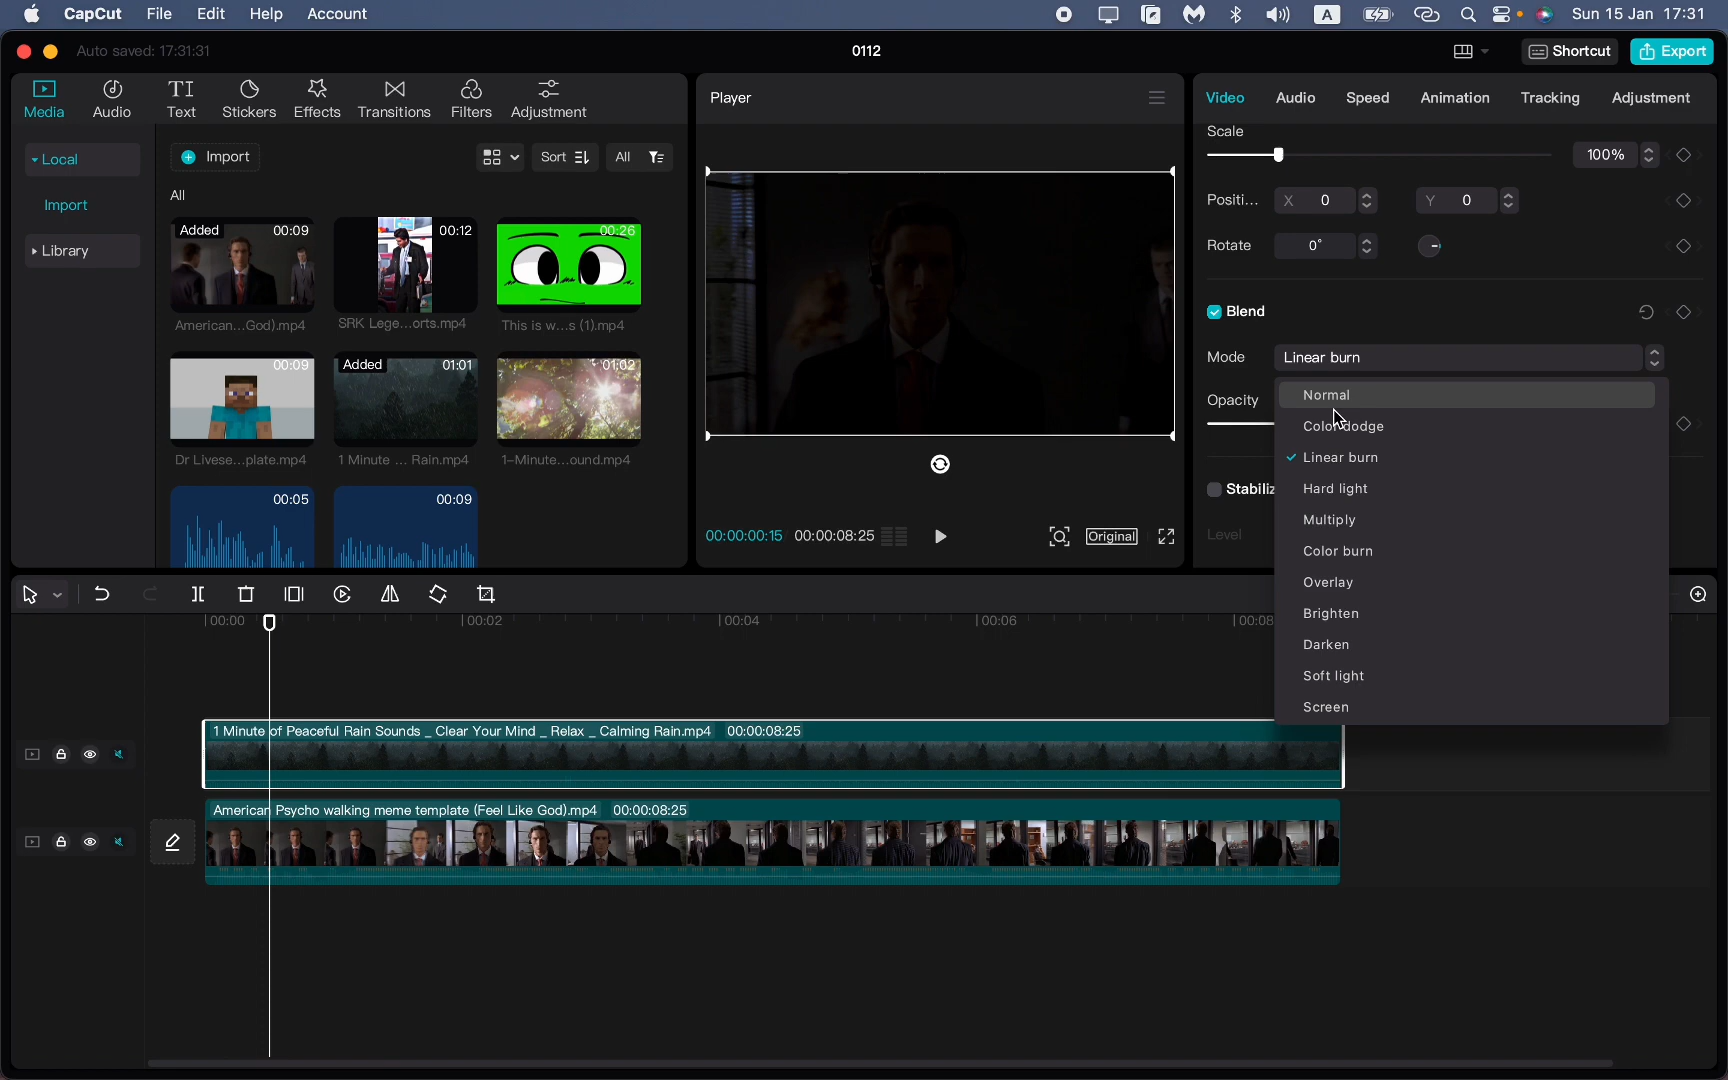 CapCut File Edit Help Account A Sun 15 Jan 17:31
Auto saved: 17:31:31 0112 Shortcut Export
Media Audio Text Stickers Effects Transitions Filters Adjustment
Local
Import
Library
Import Sort All
All
Added 00:09
American...God).mp4
00:12
SRK Lege...orts.mp4
00:26
This is w...s (1).mp4
00:09
Dr Livese...plate.mp4
Added 01:01
1 Minute ... Rain.mp4
01:02
1-Minute...ound.mp4
00:05
00:09
Player
00:00:00:15 00:00:08:25 Original
Video Audio Speed Animation Tracking Adjustment
Scale
100%
Positi... X 0 Y 0
Rotate 0°
Blend
Mode Linear burn
Opacity
Normal
Color dodge
Linear burn
Hard light
Multiply
Color burn
Overlay
Brighten
Darken
Soft light
Screen
Stabiliz
Level
00:00 00:02 00:04 00:06 00:08
1 Minute of Peaceful Rain Sounds _ Clear Your Mind _ Relax _ Calming Rain.mp4 00:00:08:25
American Psycho walking meme template (Feel Like God).mp4 00:00:08:25